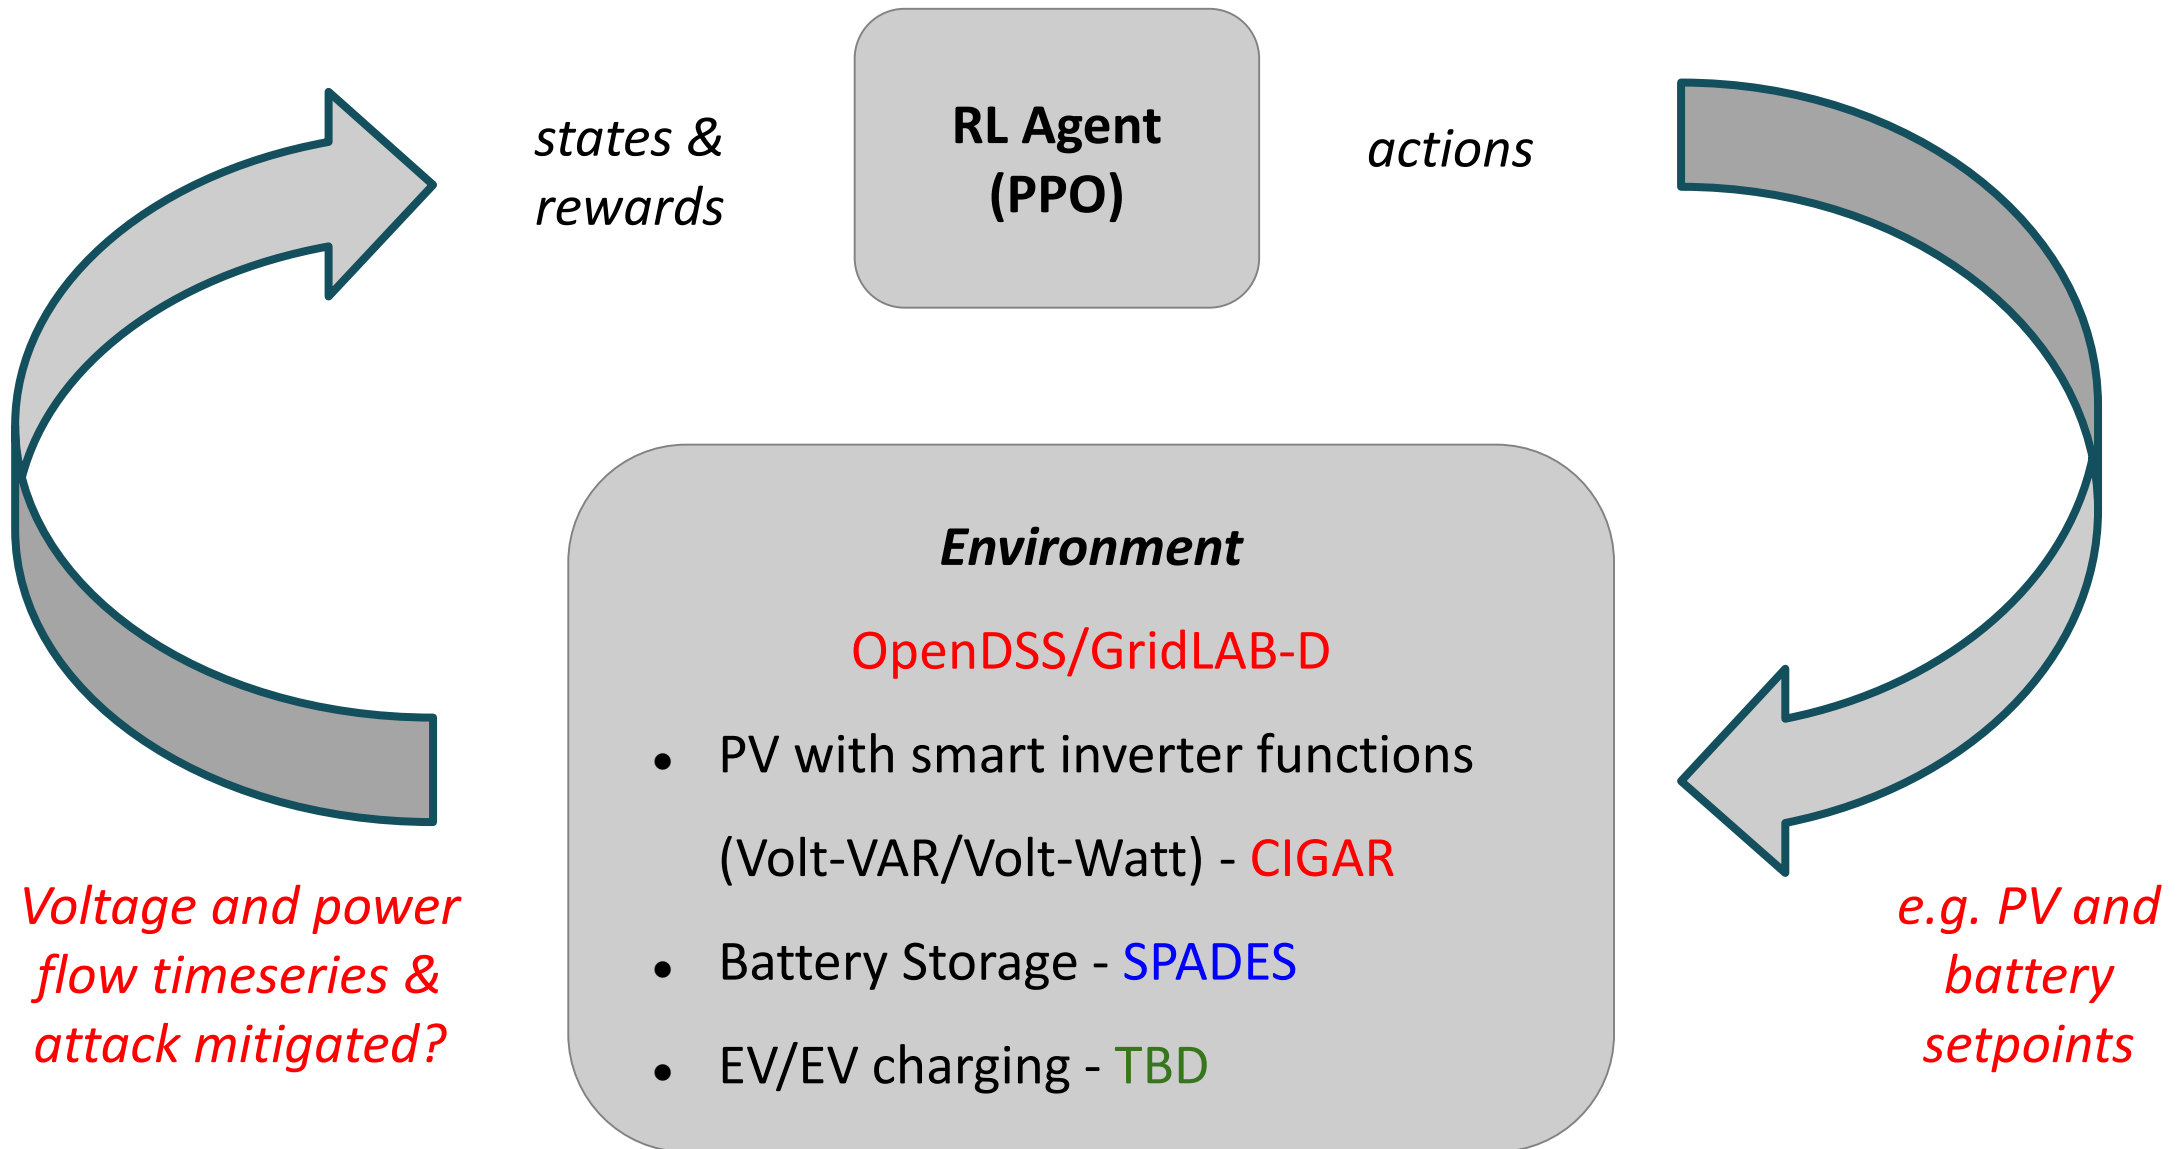 states &
rewards
RL Agent
(PPO)
actions
Environment
OpenDSS/GridLAB-D
● PV with smart inverter functions
(Volt-VAR/Volt-Watt) - CIGAR
● Battery Storage - SPADES
● EV/EV charging - TBD
Voltage and power
flow timeseries &
attack mitigated?
e.g. PV and
battery
setpoints